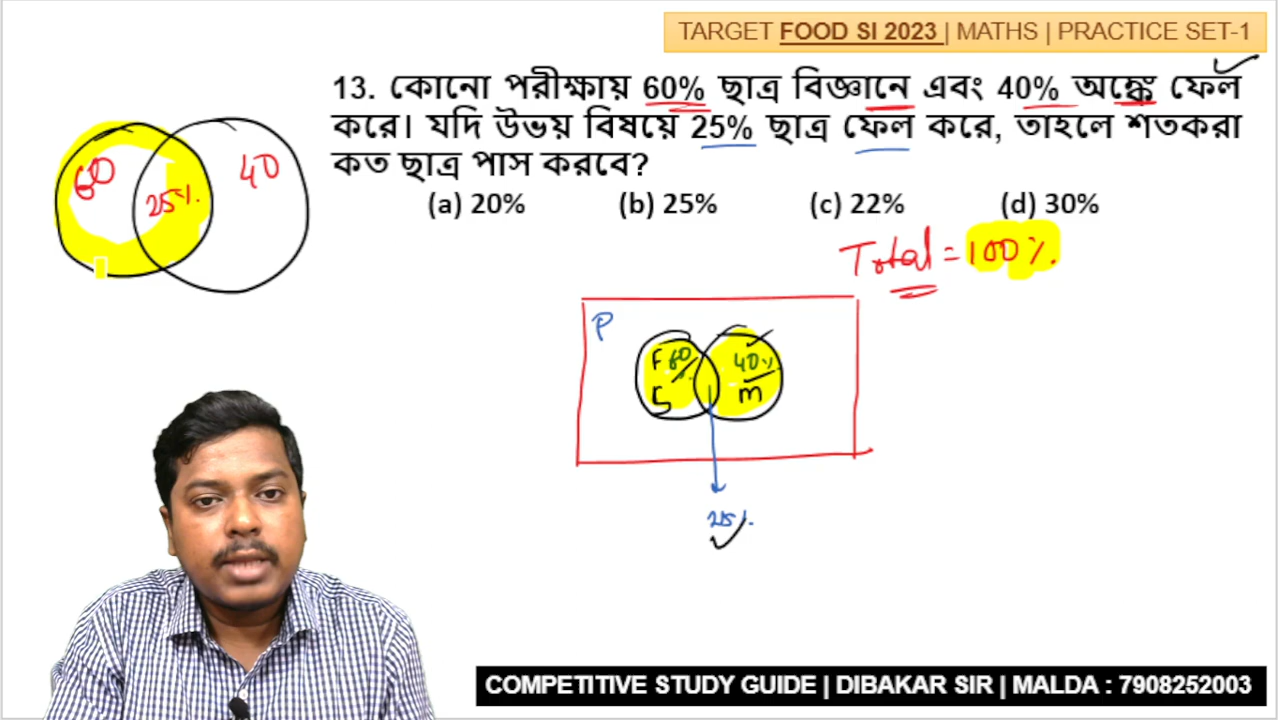 TARGET FOOD SI 2023 | MATHS | PRACTICE SET-1
13. কোনো পরীক্ষায় 60% ছাত্র বিজ্ঞানে এবং 40% অঙ্কে ফেল
করে। যদি উভয় বিষয়ে 25% ছাত্র ফেল করে, তাহলে শতকরা
কত ছাত্র পাস করবে?
(a) 20% (b) 25% (c) 22% (d) 30%
60 25% 40
Total = 100%
P
F 60% 40%
S m
25%
COMPETITIVE STUDY GUIDE | DIBAKAR SIR | MALDA : 7908252003